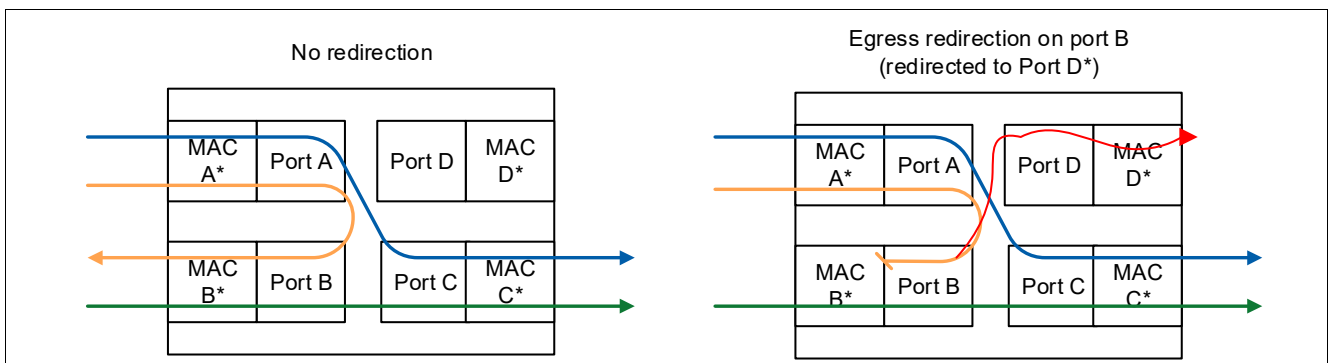 No redirection
MAC
A*
Port A
Port D
MAC
D*
MAC
B*
Port B
Port C
MAC
C*
Egress redirection on port B
(redirected to Port D*)
MAC
A*
Port A
Port D
MAC
D*
MAC
B*
Port B
Port C
MAC
C*